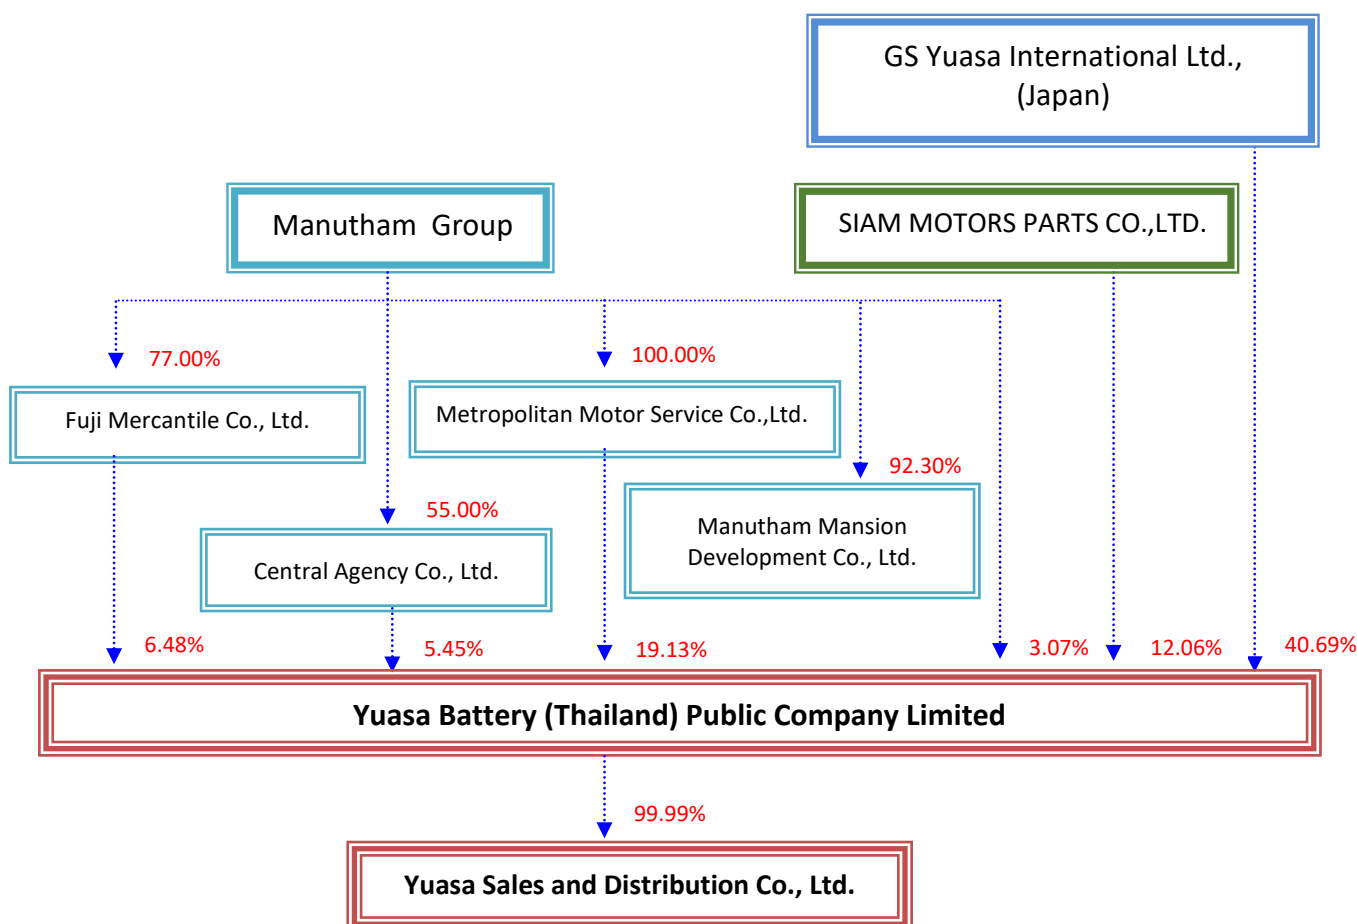 GS Yuasa International Ltd.,
(Japan)
Manutham Group
SIAM MOTORS PARTS CO.,LTD.
77.00%
100.00%
Fuji Mercantile Co., Ltd.
Metropolitan Motor Service Co.,Ltd.
92.30%
55.00%
Manutham Mansion
Development Co., Ltd.
Central Agency Co., Ltd.
6.48%
5.45%
19.13%
3.07%
12.06%
40.69%
Yuasa Battery (Thailand) Public Company Limited
99.99%
Yuasa Sales and Distribution Co., Ltd.